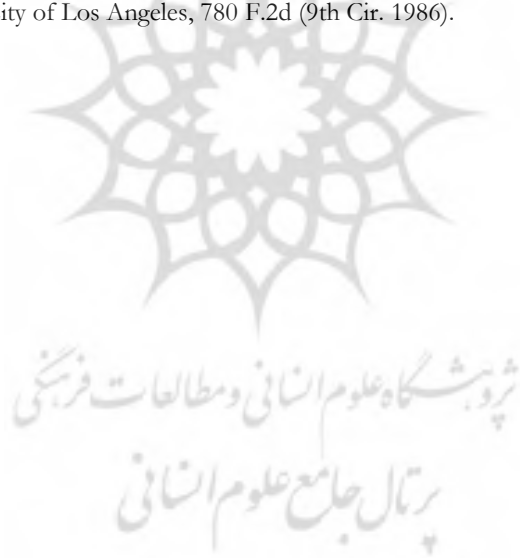 ity of Los Angeles, 780 F.2d (9th Cir. 1986).
پژوهشگاه علوم انسانی و مطالعات فرهنگی
پرتال جامع علوم انسانی